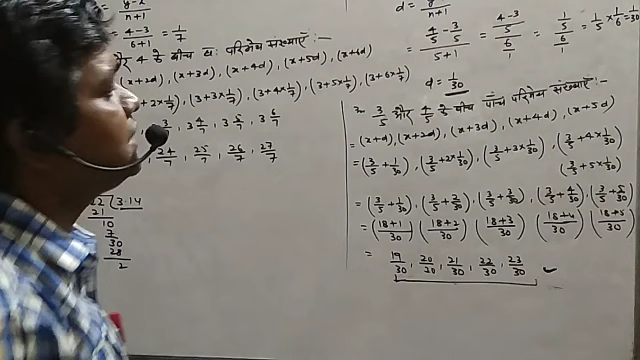 y-x
n+1
= 4-3/6+1 = 1/7
और 4 के बीच छः परिमेय संख्याएँ :-
(x+2d), (x+3d), (x+4d), (x+5d), (x+6d)
+2×1/7), (3+3×1/7), (3+4×1/7), (3+5×1/7), (3+6×1/7)
3/7, 3 4/7, 3 5/7, 3 6/7
24/7, 25/7, 26/7, 27/7
22 3.14
21
10
7
30
28
2
d = y-x/n+1
= 4/5-3/5/5+1 = 4-3/5/6/1 = 1/5/6/1 = 1/5×1/6=1/30
d = 1/30
3/5 और 4/5 के बीच पांच परिमेय संख्याएँ:-
= (x+d), (x+2d), (x+3d), (x+4d), (x+5d)
= (3/5+1/30), (3/5+2×1/30), (3/5+3×1/30), (3/5+4×1/30)
(3/5+5×1/30)
= (3/5+1/30), (3/5+2/30), (3/5+3/30), (3/5+4/30), (3/5+5/30)
= (18+1/30) (18+2/30) (18+3/30) (18+4/30) (18+5/30)
= 19/30, 20/20, 21/30, 22/30, 23/30